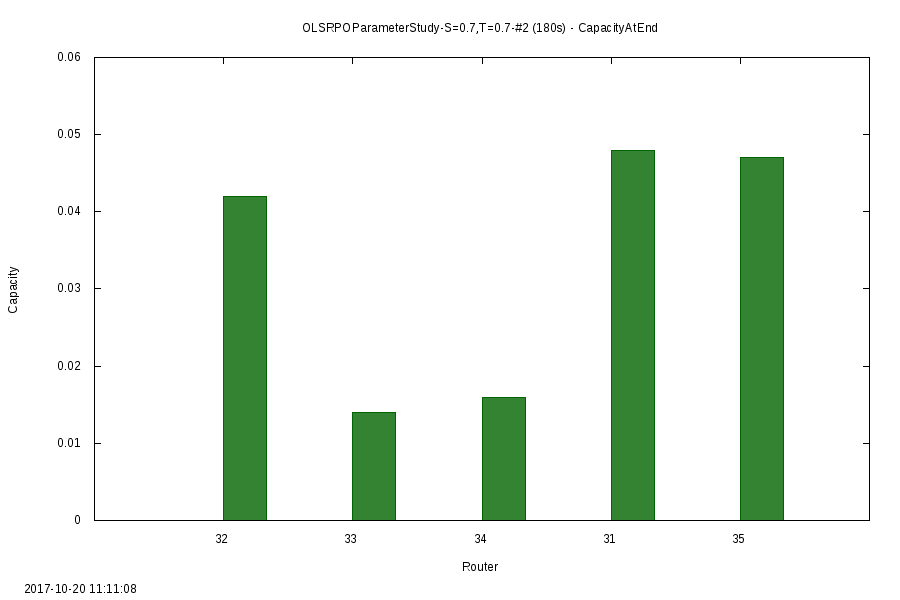 OLSRPOParameterStudy-S=0.7,T=0.7-#2 (180s) - CapacityAtEnd
0.06
0.05
0.04
0.03
0.02
0.01
0
Capacity
32 33 34 31 35
Router
2017-10-20 11:11:08